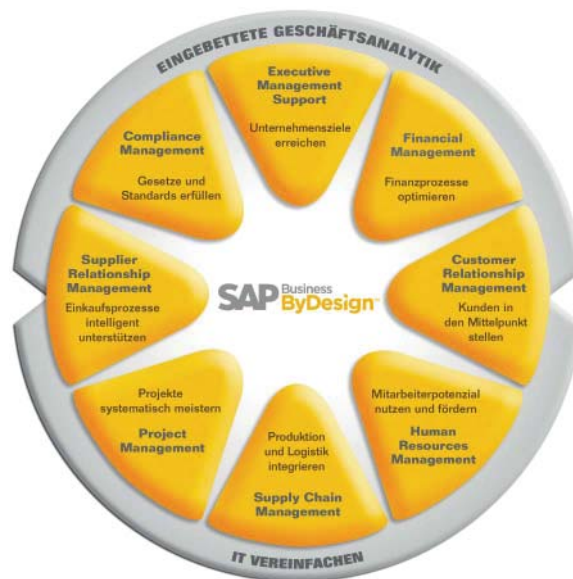 EINGEBETTETE GESCHÄFTSANALYTIK
Executive
Management
Support
Unternehmensziele
erreichen
Financial
Management
Finanzprozesse
optimieren
Customer
Relationship
Management
Kunden in
den Mittelpunkt
stellen
Mitarbeiterpotenzial
nutzen und fördern
Human
Resources
Management
Produktion
und Logistik
integrieren
Supply Chain
Management
Projekte
systematisch meistern
Project
Management
Supplier
Relationship
Management
Einkaufsprozesse
intelligent
unterstützen
Compliance
Management
Gesetze und
Standards erfüllen
SAP Business
ByDesign™
IT VEREINFACHEN